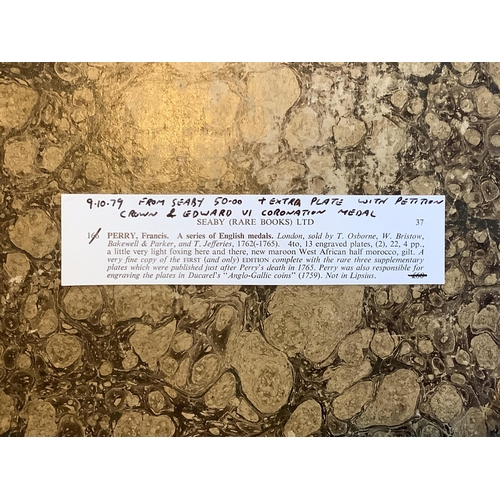 9.10.79 FROM SEABY 50.00 + EXTRA PLATE WITH PETITION
CROWN & EDWARD VI CORONATION MEDAL
SEABY (RARE BOOKS) LTD 37
PERRY, Francis. A series of English medals. London, sold by T. Osborne, W. Bristow,
Bakewell & Parker, and T. Jefferies, 1762(-1765). 4to, 13 engraved plates, (2), 22, 4 pp.,
a little very light foxing here and there, new maroon West African half morocco, gilt. A
very fine copy of the FIRST (and only) EDITION complete with the rare three supplementary
plates which were published just after Perry's death in 1765. Perry was also responsible for
engraving the plates in Ducarel's "Anglo-Gallic coins" (1759). Not in Lipsius. £60